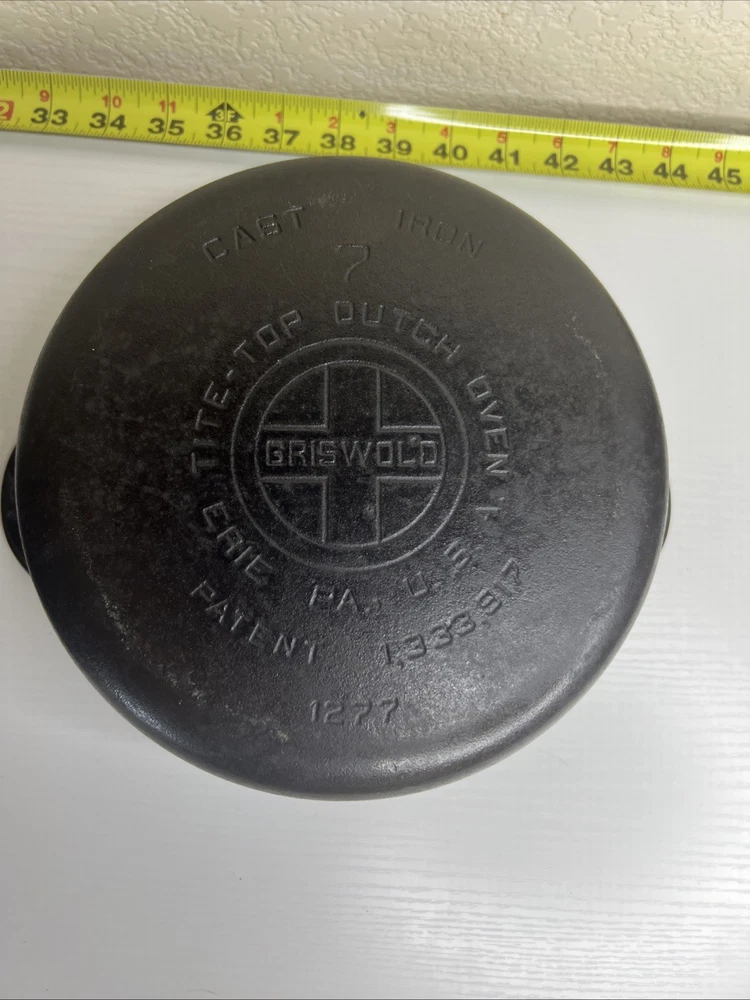 2 9 10 11 3F 1 2 3 4 5 6 7 8 9
33 34 35 36 37 38 39 40 41 42 43 44 45
CAST IRON
7
TITE-TOP DUTCH OVEN
GRISWOLD
ERIE PA., U.S.A.
PATENT 1,333,917
1277